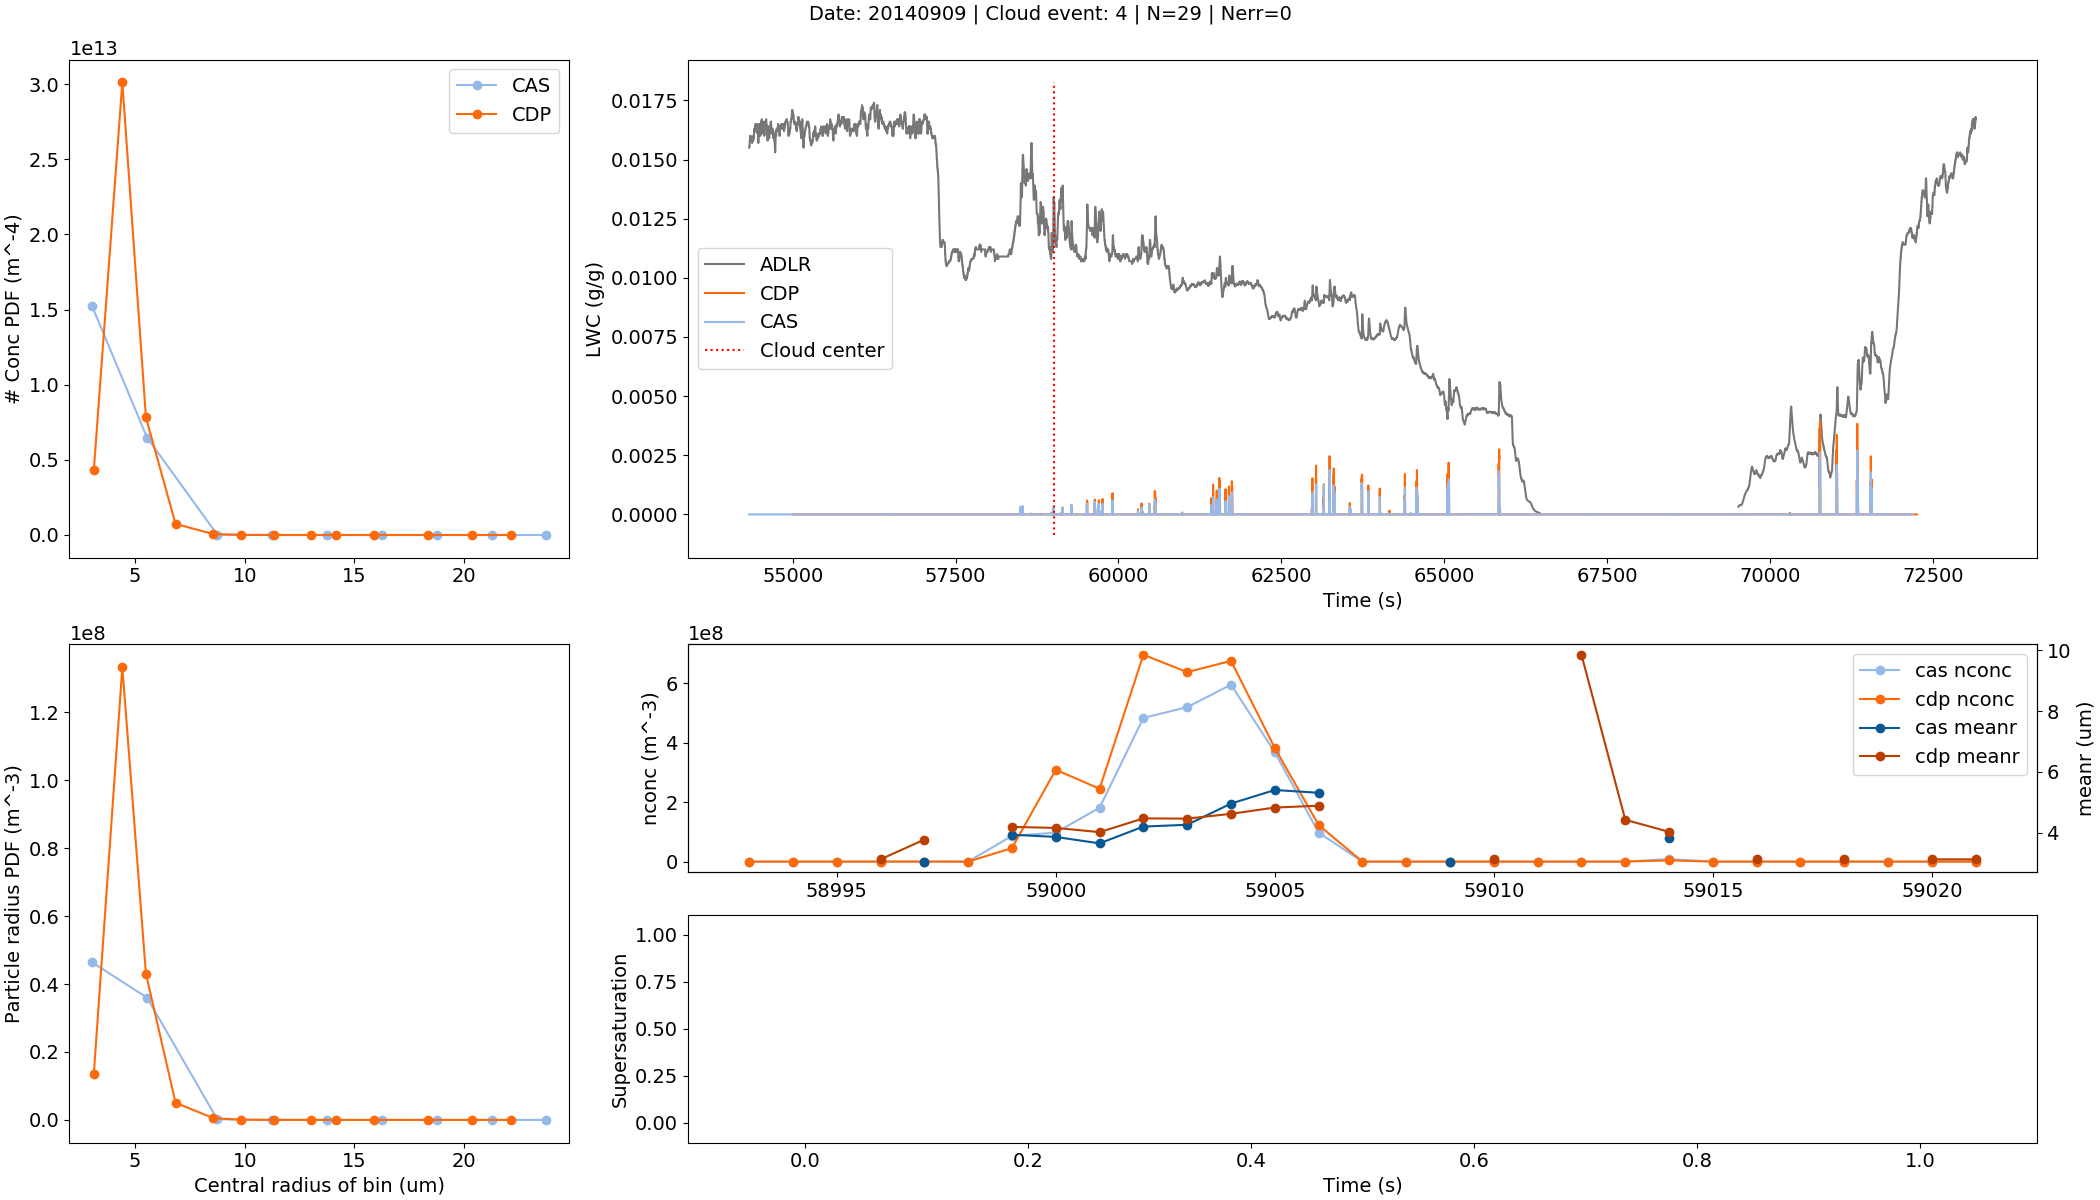 Date: 20140909 | Cloud event: 4 | N=29 | Nerr=0
1e13
# Conc PDF (m^-4)
3.0
2.5
2.0
1.5
1.0
0.5
0.0
5 10 15 20
CAS
CDP
LWC (g/g)
0.0175
0.0150
0.0125
0.0100
0.0075
0.0050
0.0025
0.0000
ADLR
CDP
CAS
Cloud center
55000 57500 60000 62500 65000 67500 70000 72500
Time (s)
1e8
Particle radius PDF (m^-3)
1.2
1.0
0.8
0.6
0.4
0.2
0.0
5 10 15 20
Central radius of bin (um)
1e8
nconc (m^-3)
6
4
2
0
58995 59000 59005 59010 59015 59020
cas nconc
cdp nconc
cas meanr
cdp meanr
10
8
6
4
meanr (um)
Supersaturation
1.00
0.75
0.50
0.25
0.00
0.0 0.2 0.4 0.6 0.8 1.0
Time (s)